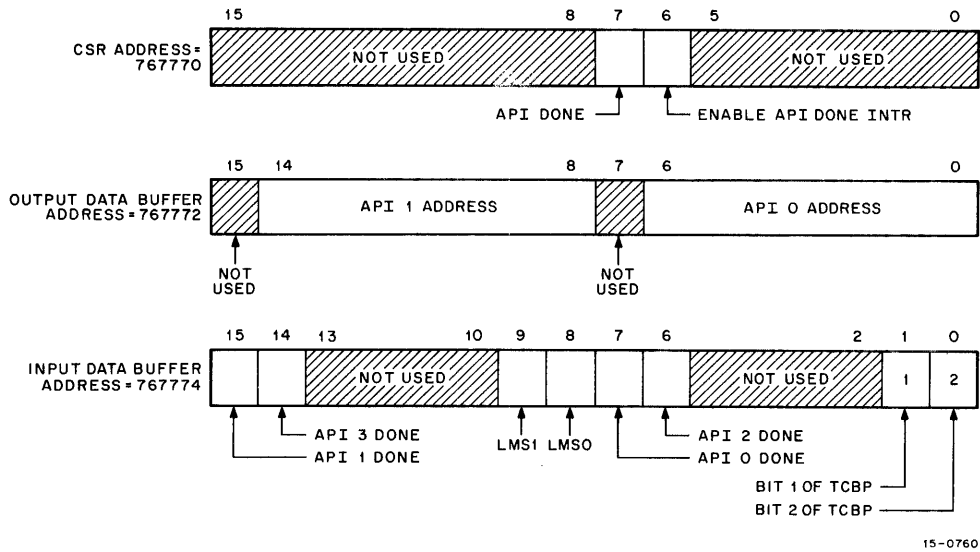 15 8 7 6 5 0
CSR ADDRESS=
767770
NOT USED NOT USED
API DONE ENABLE API DONE INTR
15 14 8 7 6 0
OUTPUT DATA BUFFER
ADDRESS=767772
API 1 ADDRESS API 0 ADDRESS
NOT
USED
NOT
USED
15 14 13 10 9 8 7 6 2 1 0
INPUT DATA BUFFER
ADDRESS=767774
NOT USED NOT USED 1 2
API 3 DONE LMS1 LMS0 API 2 DONE
API 1 DONE API 0 DONE
BIT 1 OF TCBP
BIT 2 OF TCBP
15-0760